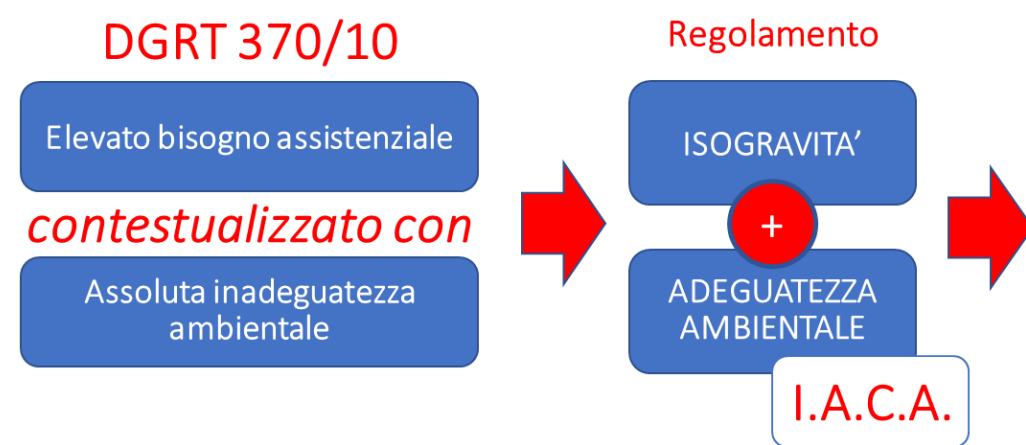 DGRT 370/10
Elevato bisogno assistenziale
contestualizzato con
Assoluta inadeguatezza
ambientale
Regolamento
ISOGRAVITA’
+
ADEGUATEZZA
AMBIENTALE
I.A.C.A.